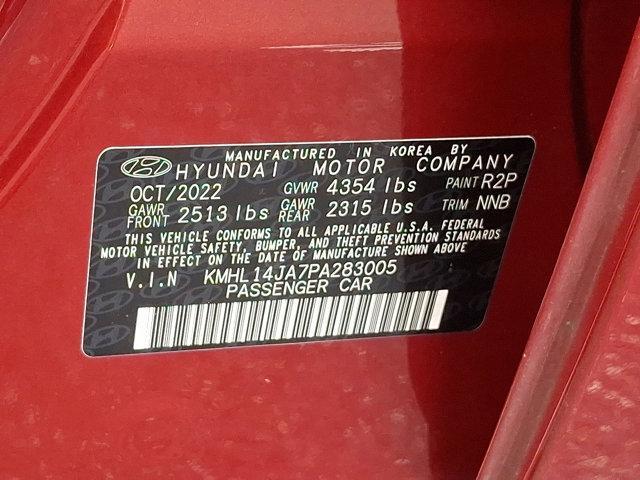 MANUFACTURED IN KOREA BY
HYUNDAI MOTOR COMPANY
OCT/2022 GVWR 4354 lbs PAINT R2P
GAWR FRONT 2513 lbs GAWR REAR 2315 lbs TRIM NNB
THIS VEHICLE CONFORMS TO ALL APPLICABLE U.S.A. FEDERAL
MOTOR VEHICLE SAFETY, BUMPER, AND THEFT PREVENTION STANDARDS
IN EFFECT ON THE DATE OF MANUFACTURE SHOWN ABOVE
V.I.N KMHL14JA7PA283005
PASSENGER CAR